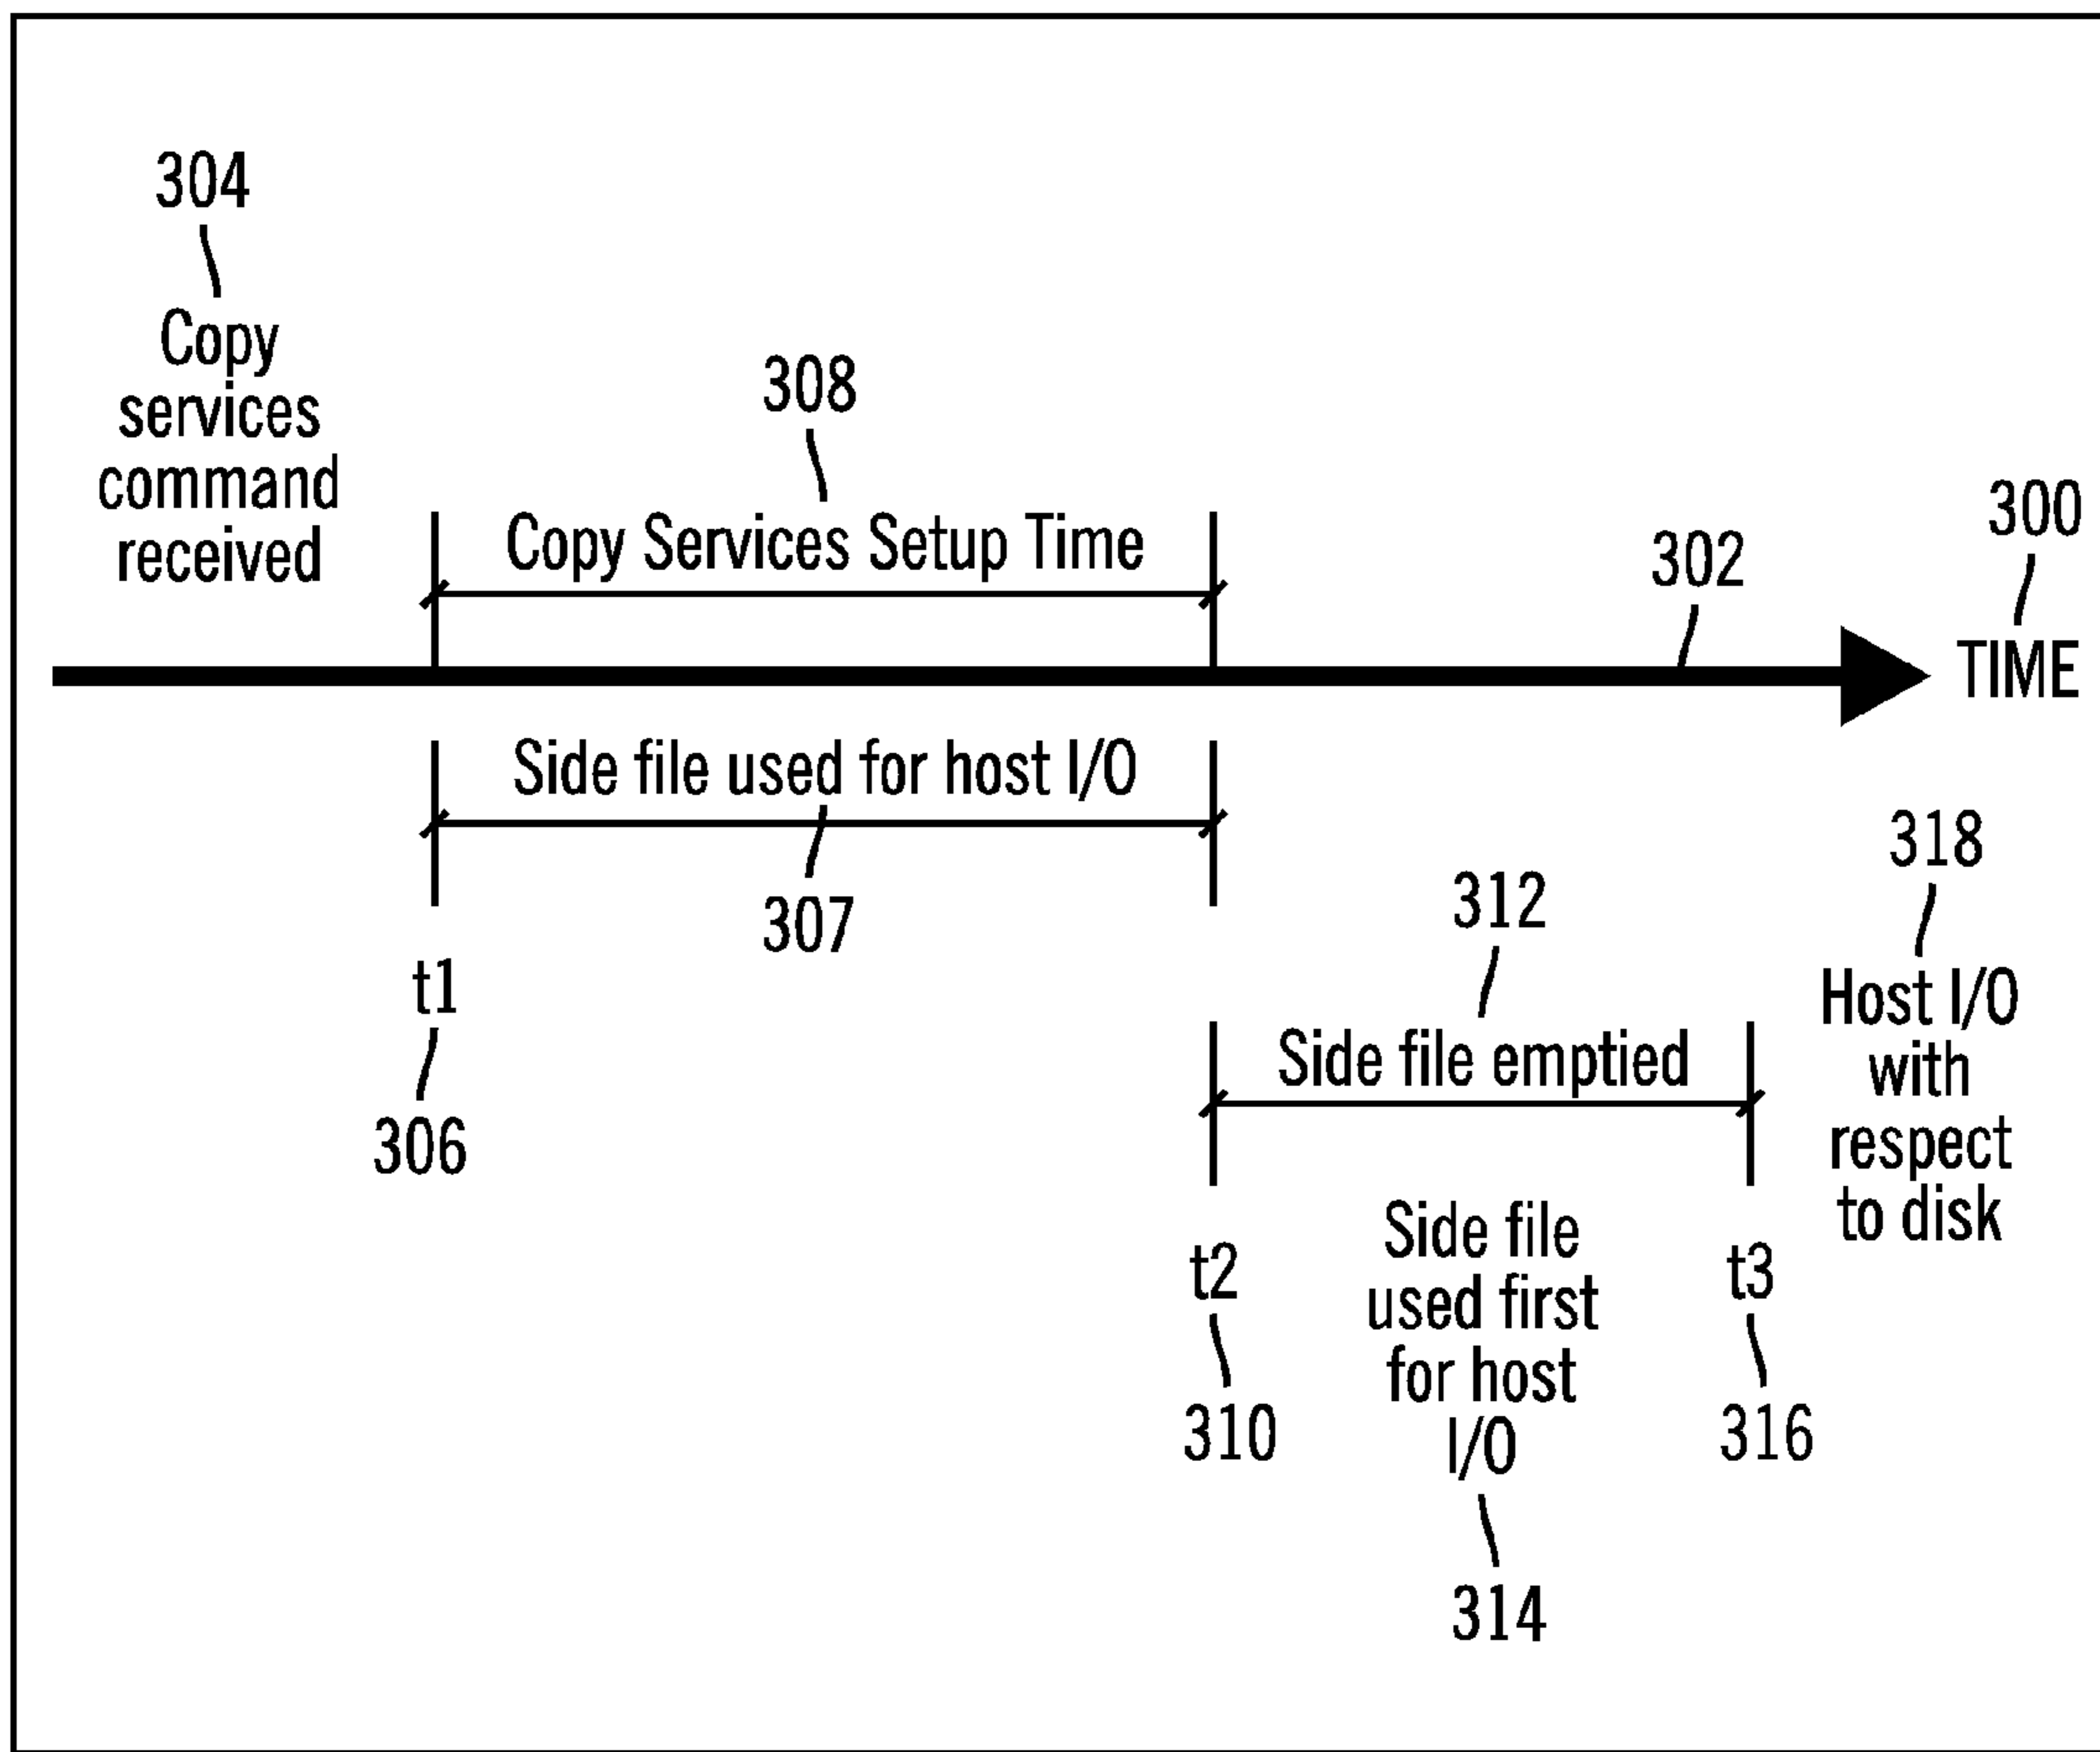 304
Copy
services
command
received
308
Copy Services Setup Time
302
300
TIME
Side file used for host I/O
307
t1
306
312
Side file emptied
318
Host I/O
with
respect
to disk
t2
310
Side file
used first
for host
I/O
314
t3
316